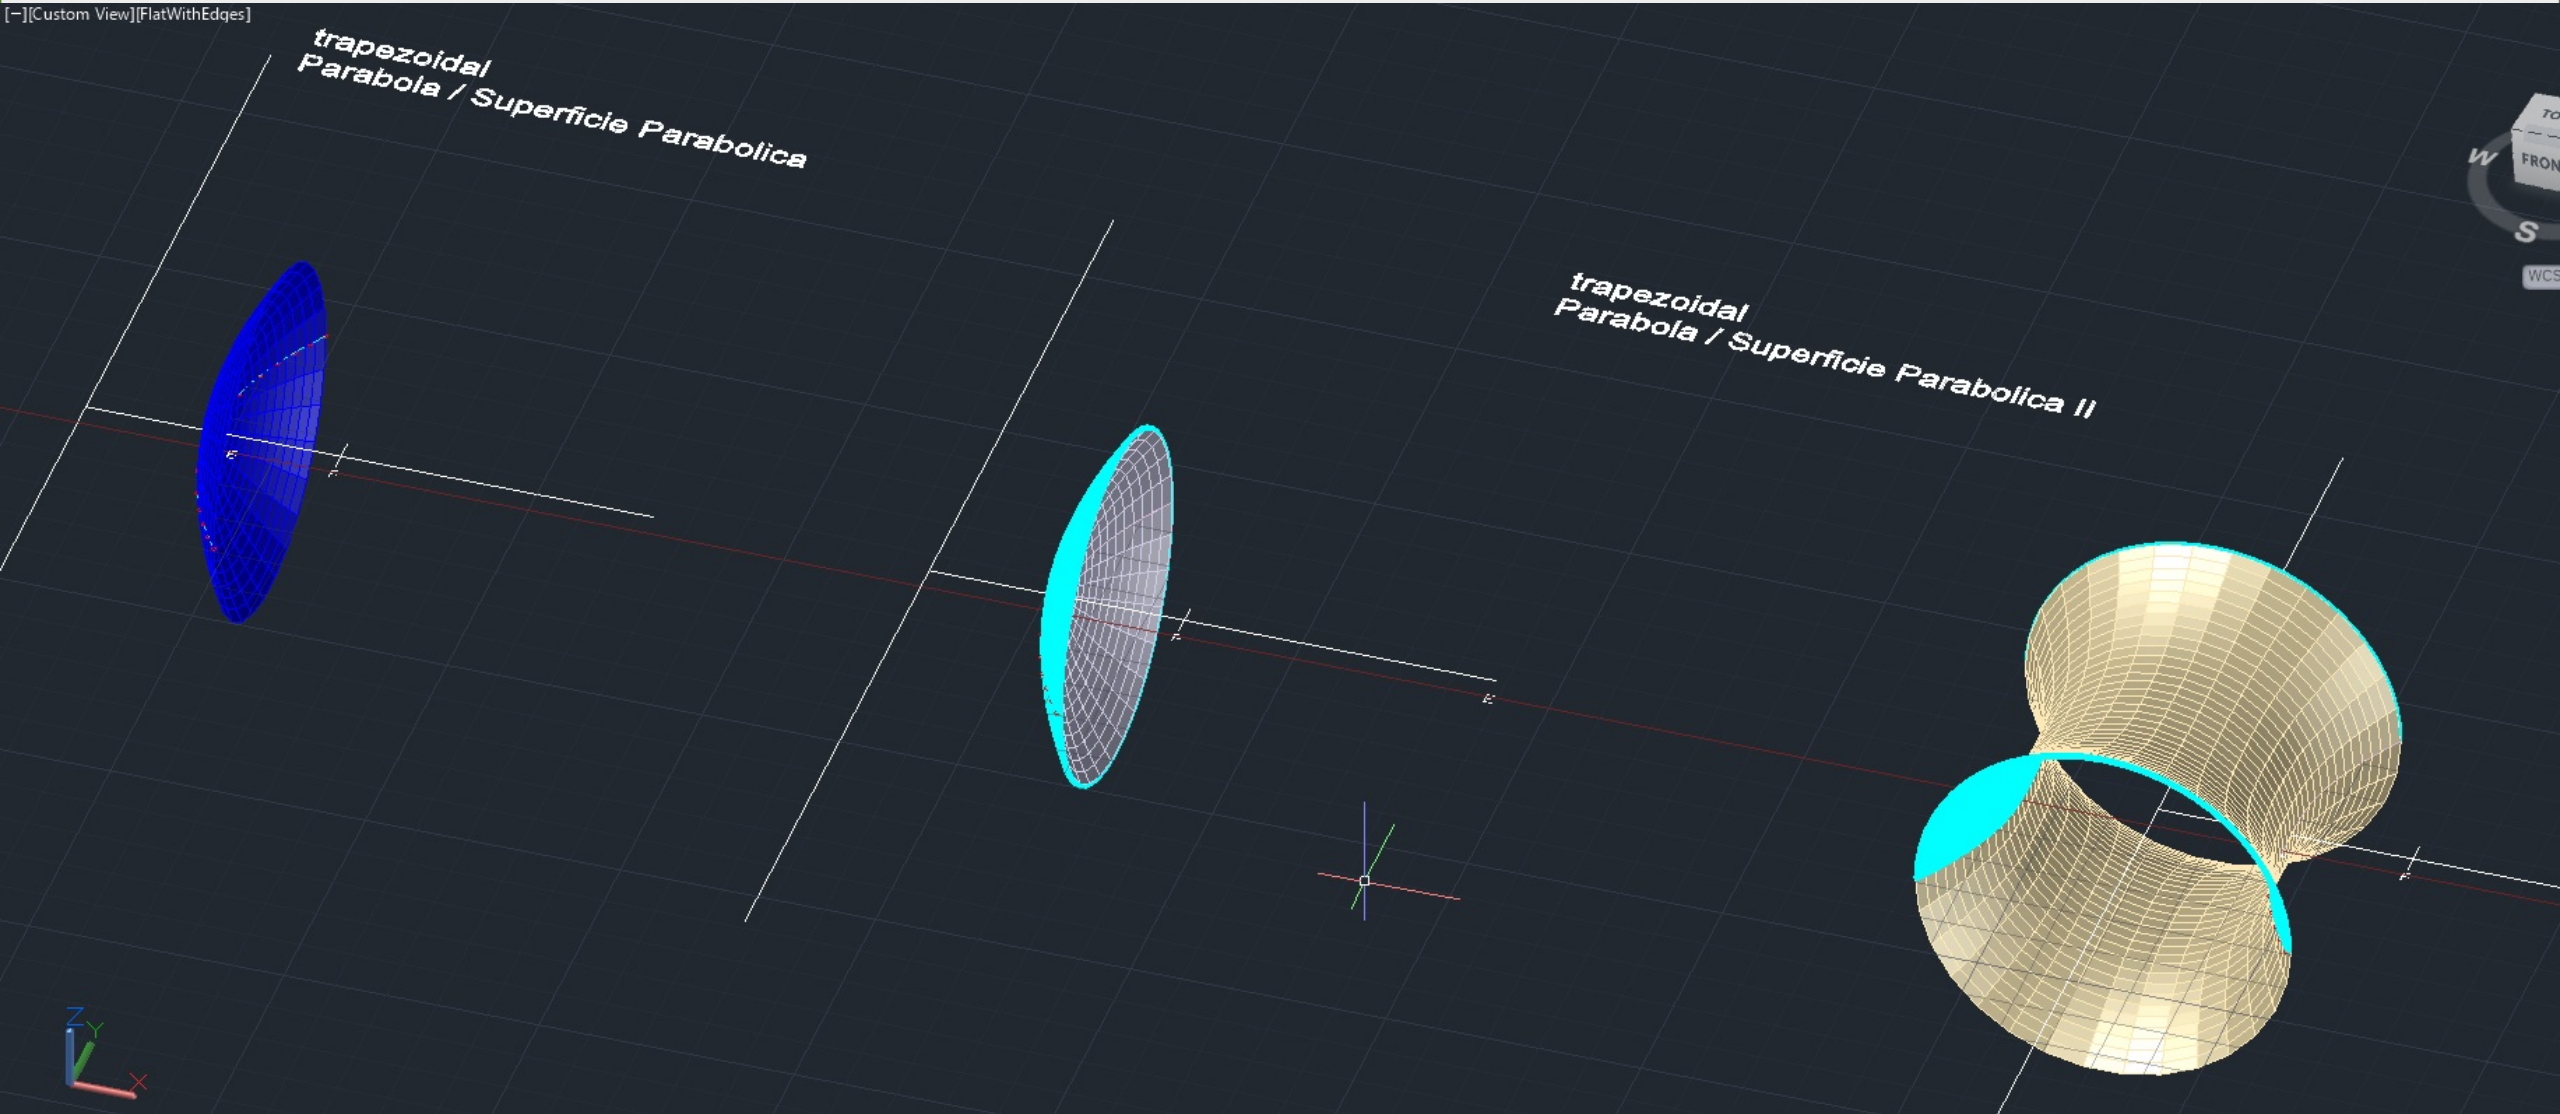 [−][Custom View][FlatWithEdges]
trapezoidal
Parabola / Superficie Parabolica
trapezoidal
Parabola / Superficie Parabolica II
W
FRON
S
WCS
F
F
F
Z
Y
X